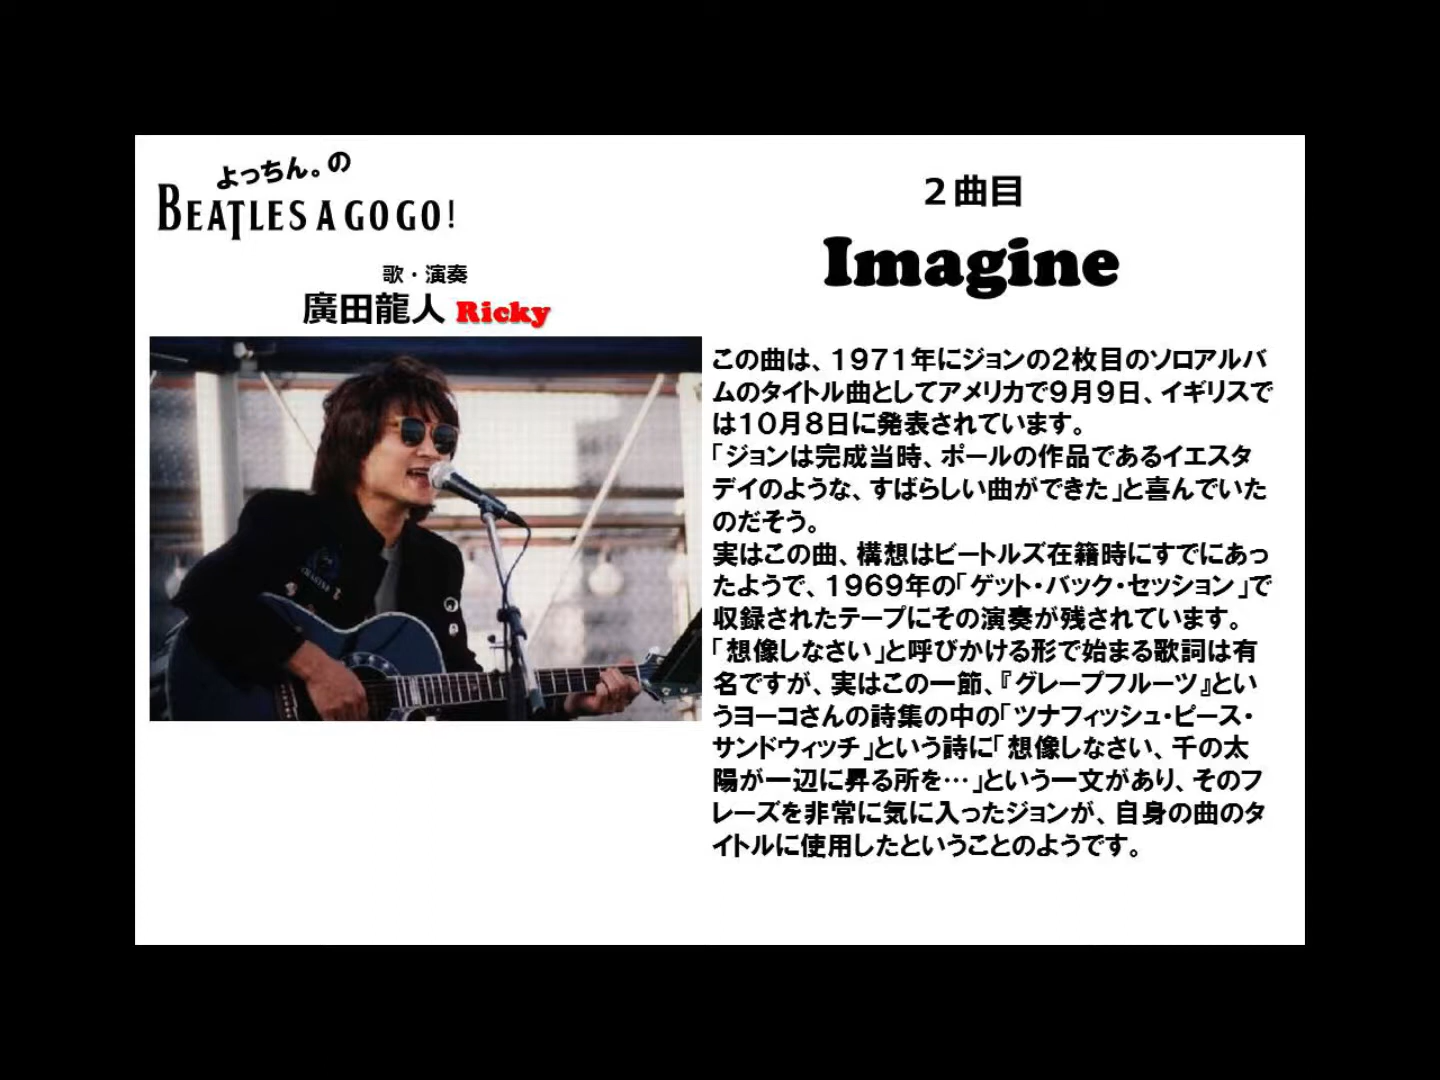 よっちん。の
BEATLES A GO GO!
歌・演奏
廣田龍人 Ricky
２曲目
Imagine
この曲は、１９７１年にジョンの２枚目のソロアルバ
ムのタイトル曲としてアメリカで９月９日、イギリスで
は１０月８日に発表されています。
「ジョンは完成当時、ポールの作品であるイエスタ
デイのような、すばらしい曲ができた」と喜んでいた
のだそう。
実はこの曲、構想はビートルズ在籍時にすでにあっ
たようで、１９６９年の「ゲット・バック・セッション」で
収録されたテープにその演奏が残されています。
「想像しなさい」と呼びかける形で始まる歌詞は有
名ですが、実はこの一節、『グレープフルーツ』とい
うヨーコさんの詩集の中の「ツナフィッシュ・ピース・
サンドウィッチ」という詩に「想像しなさい、千の太
陽が一辺に昇る所を…」という一文があり、そのフ
レーズを非常に気に入ったジョンが、自身の曲のタ
イトルに使用したということのようです。